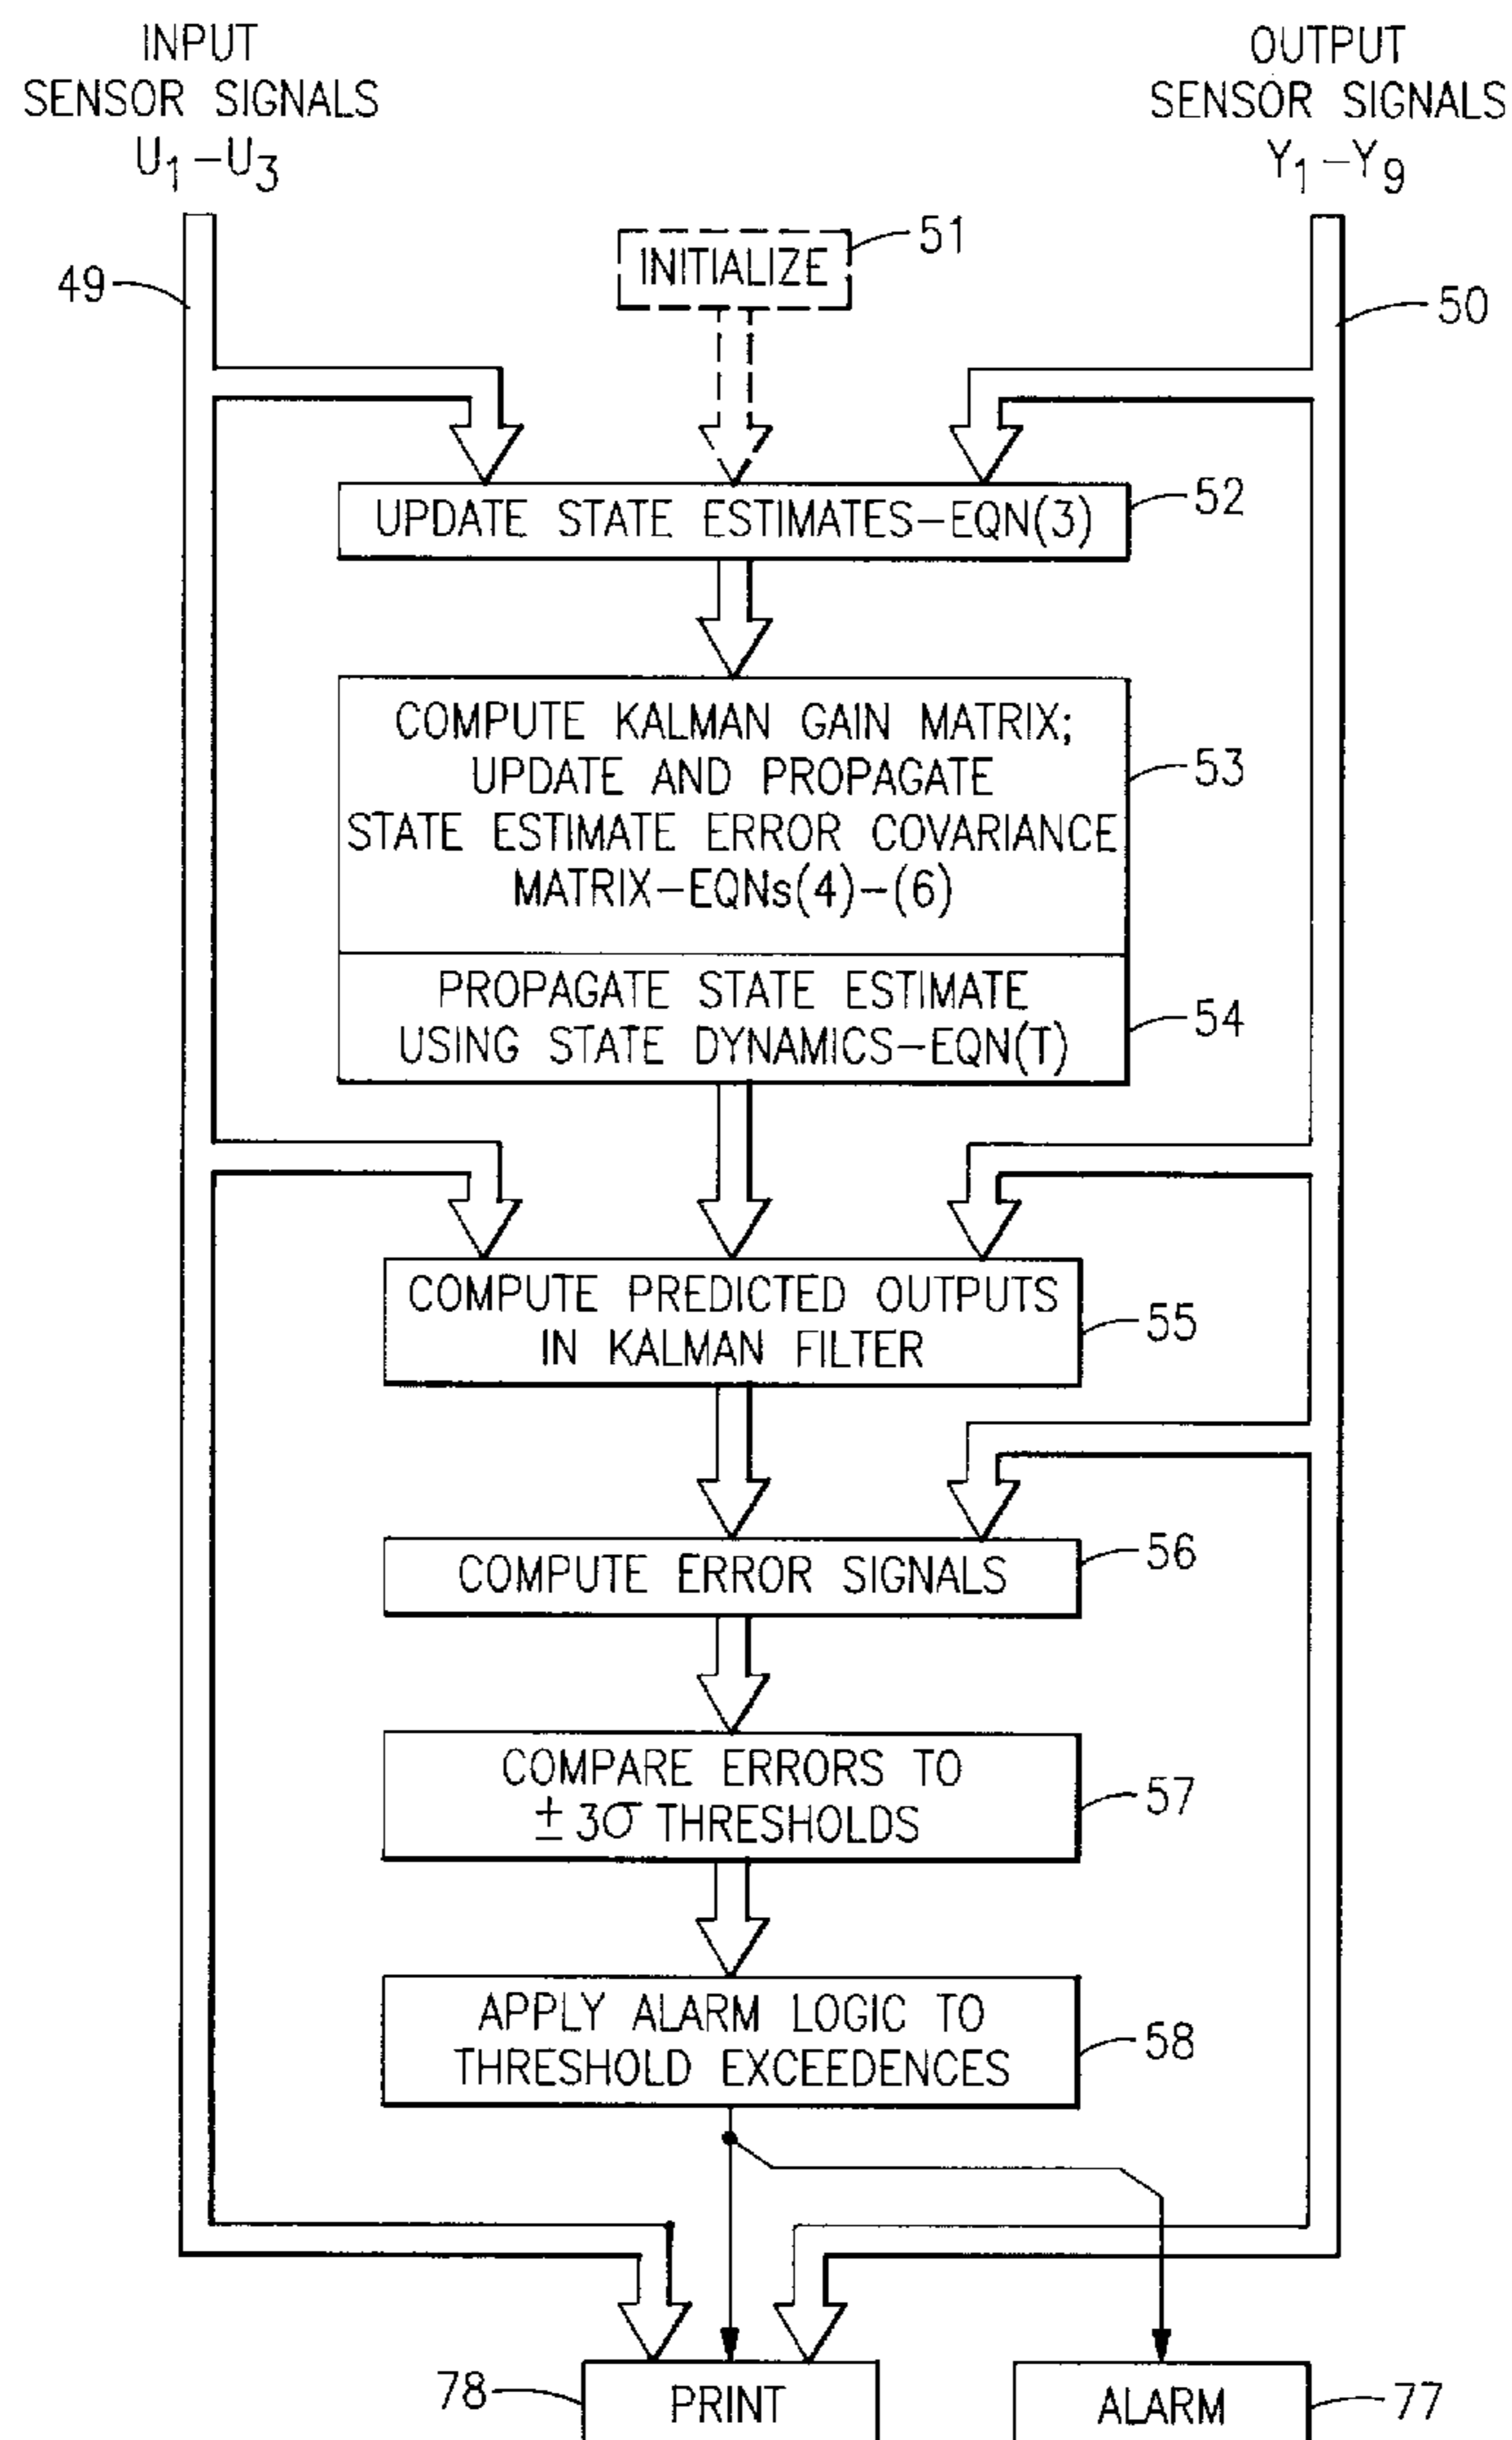 INPUT
SENSOR SIGNALS
U1-U3
OUTPUT
SENSOR SIGNALS
Y1-Y9
49
INITIALIZE
51
50
UPDATE STATE ESTIMATES-EQN(3)
52
COMPUTE KALMAN GAIN MATRIX;
UPDATE AND PROPAGATE
STATE ESTIMATE ERROR COVARIANCE
MATRIX-EQNs(4)-(6)
53
PROPAGATE STATE ESTIMATE
USING STATE DYNAMICS-EQN(T)
54
COMPUTE PREDICTED OUTPUTS
IN KALMAN FILTER
55
COMPUTE ERROR SIGNALS
56
COMPARE ERRORS TO
±3σ THRESHOLDS
57
APPLY ALARM LOGIC TO
THRESHOLD EXCEEDENCES
58
78
PRINT
ALARM
77